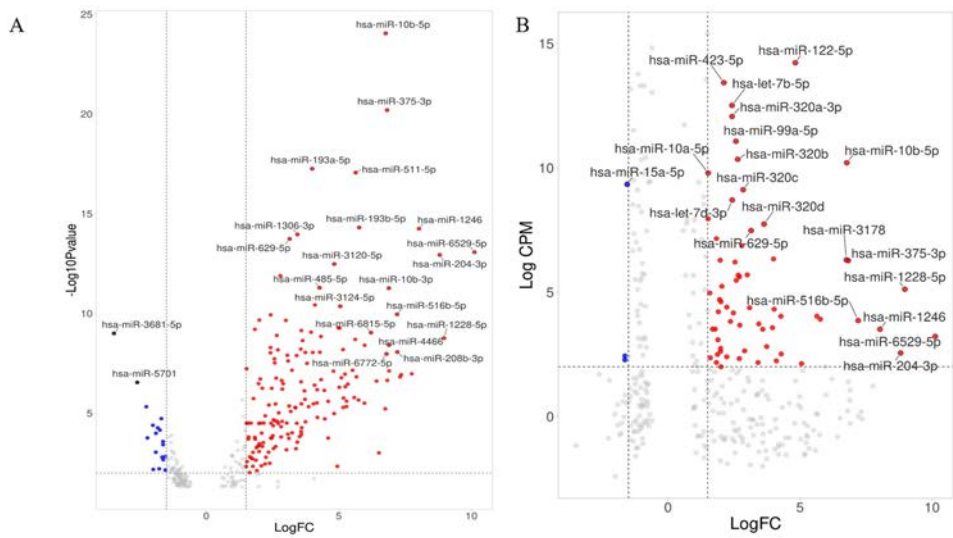 A
25
hsa-miR-10b-5p
hsa-miR-375-3p
20
hsa-miR-193a-5p
hsa-miR-511-5p
15
hsa-miR-193b-5p
hsa-miR-1246
hsa-miR-1306-3p
hsa-miR-6529-5p
hsa-miR-629-5p
hsa-miR-3120-5p
hsa-miR-204-3p
hsa-miR-485-5p
hsa-miR-10b-3p
hsa-miR-3124-5p
hsa-miR-516b-5p
10
hsa-miR-3681-5p
hsa-miR-6815-5p
hsa-miR-1228-5p
hsa-miR-4466
hsa-miR-6772-5p
hsa-miR-208b-3p
hsa-miR-5701
5
-Log10Pvalue
0
5
10
LogFC
B
15
hsa-miR-122-5p
hsa-miR-423-5p
hsa-let-7b-5p
hsa-miR-320a-3p
hsa-miR-99a-5p
hsa-miR-10a-5p
hsa-miR-320b
hsa-miR-10b-5p
10
hsa-miR-15a-5p
hsa-miR-320c
hsa-let-7d-3p
hsa-miR-320d
hsa-miR-629-5p
hsa-miR-3178
hsa-miR-375-3p
hsa-miR-1228-5p
5
hsa-miR-516b-5p
hsa-miR-1246
hsa-miR-6529-5p
hsa-miR-204-3p
0
Log CPM
0
5
10
LogFC